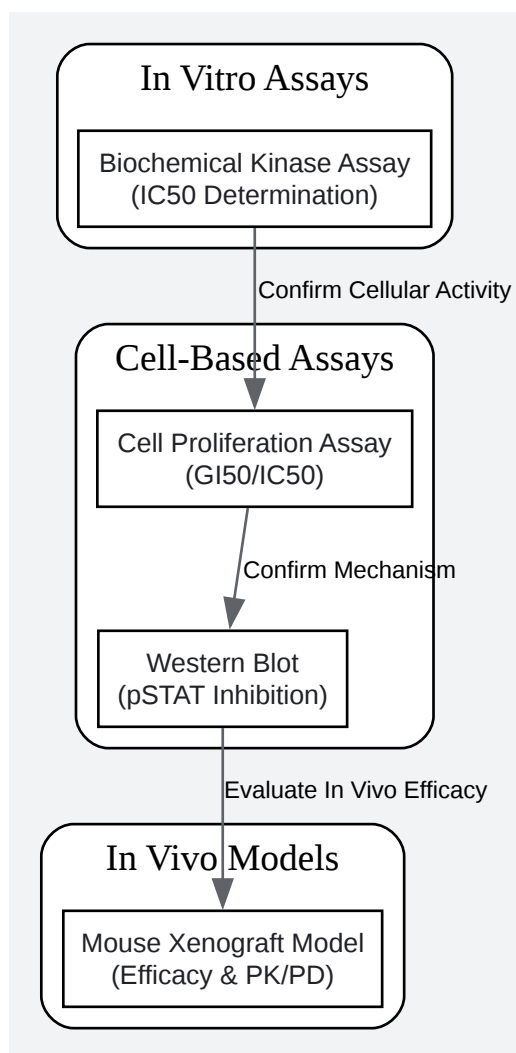 In Vitro Assays
Biochemical Kinase Assay
(IC50 Determination)
Confirm Cellular Activity
Cell-Based Assays
Cell Proliferation Assay
(GI50/IC50)
Confirm Mechanism
Western Blot
(pSTAT Inhibition)
Evaluate In Vivo Efficacy
In Vivo Models
Mouse Xenograft Model
(Efficacy & PK/PD)